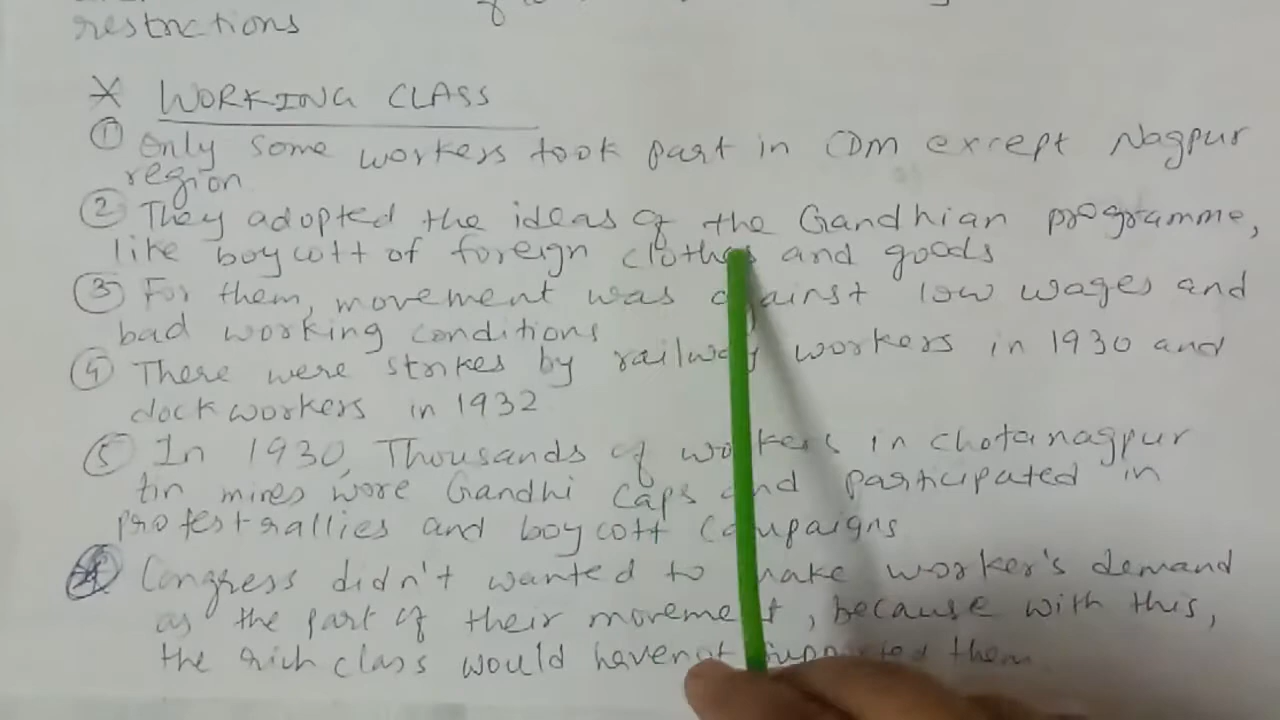 restrictions
* WORKING CLASS
① Only some workers took part in CDM except Nagpur
region
② They adopted the ideas of the Gandhian programme,
like boycott of foreign clothes and goods
③ For them, movement was against low wages and
bad working conditions
④ There were strikes by railway workers in 1930 and
dockworkers in 1932
⑤ In 1930, Thousands of workers in chotanagpur
tin mines wore Gandhi caps and participated in
protest rallies and boycott campaigns
Congress didn't wanted to make worker's demand
as the part of their movement, because with this,
the rich class would havenot supported them